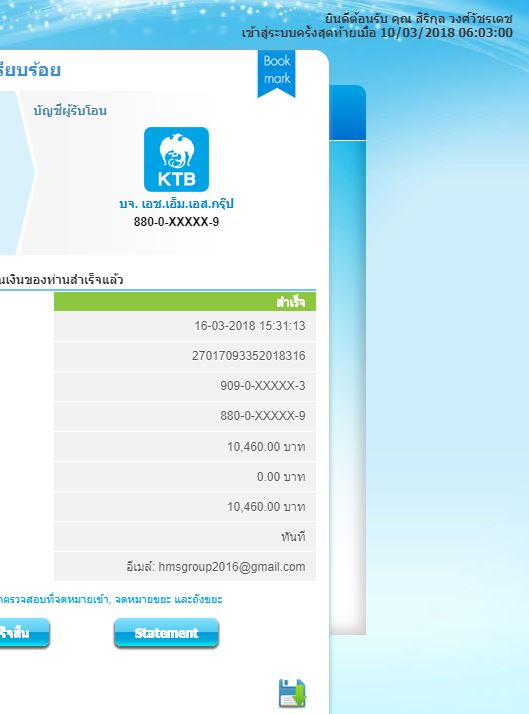 ยินดีต้อนรับ คุณ สิริกุล วงศ์วัชรเดช
เข้าสู่ระบบครั้งสุดท้ายเมื่อ 10/03/2018 06:03:00
รียบร้อย
Book
mark
บัญชีผู้รับโอน
KTB
บจ. เอช.เอ็ม.เอส.กรุ๊ป
880-0-XXXXX-9
นเงินของท่านสำเร็จแล้ว
สำเร็จ
16-03-2018 15:31:13
27017093352018316
909-0-XXXXX-3
880-0-XXXXX-9
10,460.00 บาท
0.00 บาท
10,460.00 บาท
ทันที
อีเมล์: hmsgroup2016@gmail.com
าตรวจสอบที่จดหมายเข้า, จดหมายขยะ และถังขยะ
ร็จสิ้น
Statement